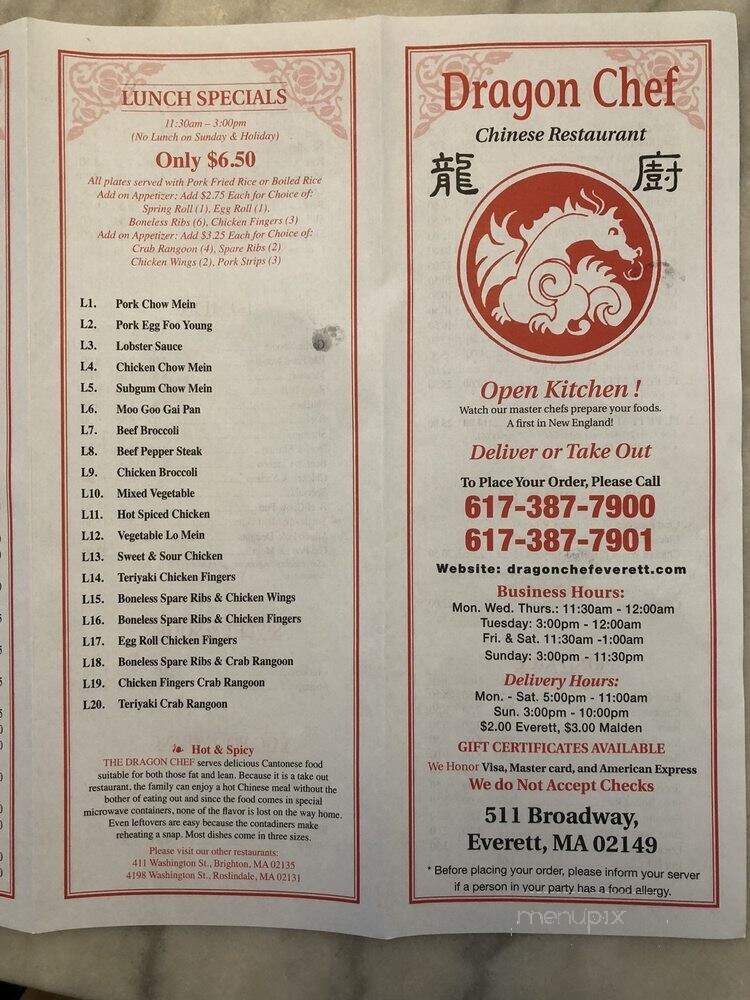 LUNCH SPECIALS
11:30am – 3:00pm
(No Lunch on Sunday & Holiday)
Only $6.50
All plates served with Pork Fried Rice or Boiled Rice
Add on Appetizer: Add $2.75 Each for Choice of:
Spring Roll (1), Egg Roll (1),
Boneless Ribs (6), Chicken Fingers (3)
Add on Appetizer: Add $3.25 Each for Choice of:
Crab Rangoon (4), Spare Ribs (2)
Chicken Wings (2), Pork Strips (3)
L1. Pork Chow Mein
L2. Pork Egg Foo Young
L3. Lobster Sauce
L4. Chicken Chow Mein
L5. Subgum Chow Mein
L6. Moo Goo Gai Pan
L7. Beef Broccoli
L8. Beef Pepper Steak
L9. Chicken Broccoli
L10. Mixed Vegetable
L11. Hot Spiced Chicken
L12. Vegetable Lo Mein
L13. Sweet & Sour Chicken
L14. Teriyaki Chicken Fingers
L15. Boneless Spare Ribs & Chicken Wings
L16. Boneless Spare Ribs & Chicken Fingers
L17. Egg Roll Chicken Fingers
L18. Boneless Spare Ribs & Crab Rangoon
L19. Chicken Fingers Crab Rangoon
L20. Teriyaki Crab Rangoon
Hot & Spicy
THE DRAGON CHEF serves delicious Cantonese food
suitable for both those fat and lean. Because it is a take out
restaurant, the family can enjoy a hot Chinese meal without the
bother of eating out and since the food comes in special
microwave containers, none of the flavor is lost on the way home.
Even leftovers are easy because the contadiners make
reheating a snap. Most dishes come in three sizes.
Please visit our other restaurants:
411 Washington St., Brighton, MA 02135
4198 Washington St., Roslindale, MA 02131
Dragon Chef
Chinese Restaurant
龍 廚
Open Kitchen !
Watch our master chefs prepare your foods.
A first in New England!
Deliver or Take Out
To Place Your Order, Please Call
617-387-7900
617-387-7901
Website: dragonchefeverett.com
Business Hours:
Mon. Wed. Thurs.: 11:30am - 12:00am
Tuesday: 3:00pm - 12:00am
Fri. & Sat. 11:30am -1:00am
Sunday: 3:00pm - 11:30pm
Delivery Hours:
Mon. - Sat. 5:00pm - 11:00am
Sun. 3:00pm - 10:00pm
$2.00 Everett, $3.00 Malden
GIFT CERTIFICATES AVAILABLE
We Honor Visa, Master card, and American Express
We do Not Accept Checks
511 Broadway,
Everett, MA 02149
* Before placing your order, please inform your server
if a person in your party has a food allergy.
menupix